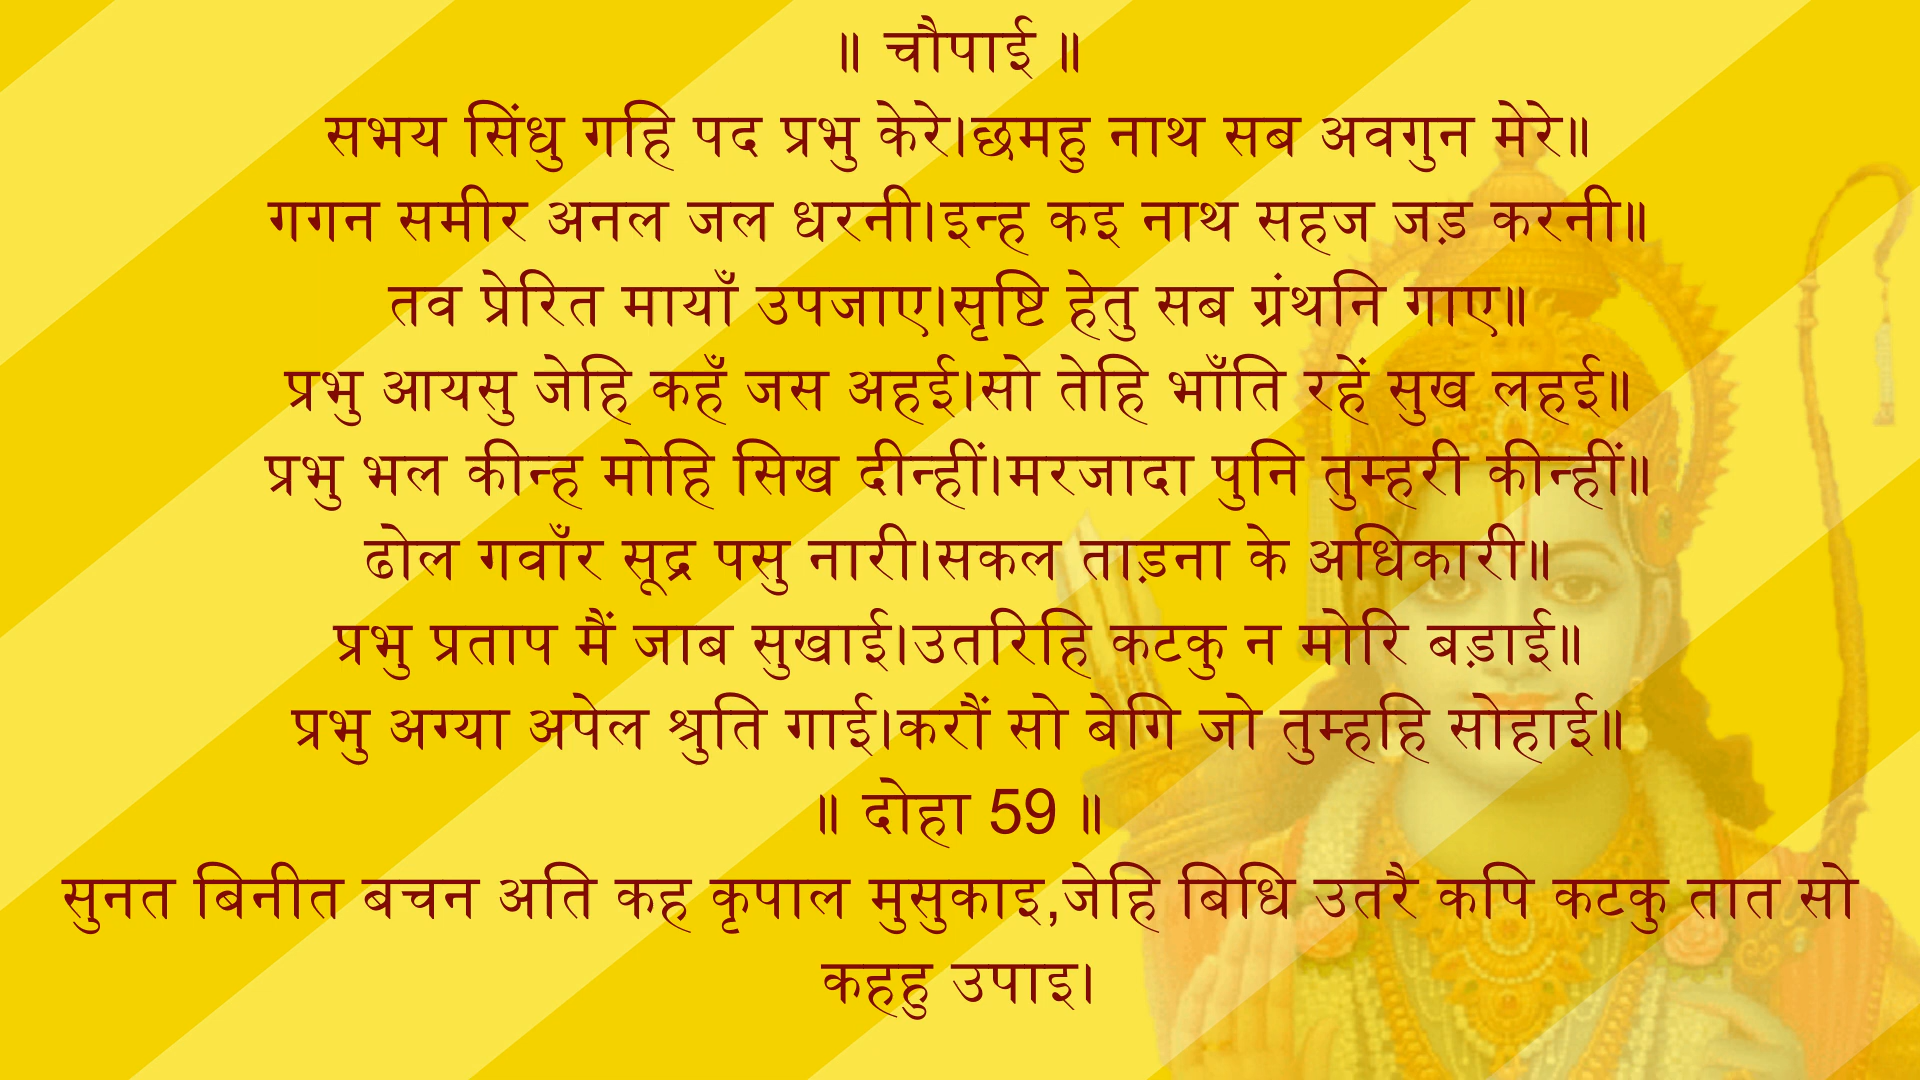 ॥ चौपाई ॥
सभय सिंधु गहि पद प्रभु केरे।छमहु नाथ सब अवगुन मेरे॥
गगन समीर अनल जल धरनी।इन्ह कइ नाथ सहज जड़ करनी॥
तव प्रेरित मायाँ उपजाए।सृष्टि हेतु सब ग्रंथनि गाए॥
प्रभु आयसु जेहि कहँ जस अहई।सो तेहि भाँति रहें सुख लहई॥
प्रभु भल कीन्ह मोहि सिख दीन्हीं।मरजादा पुनि तुम्हरी कीन्हीं॥
ढोल गवाँर सूद्र पसु नारी।सकल ताड़ना के अधिकारी॥
प्रभु प्रताप मैं जाब सुखाई।उतरिहि कटकु न मोरि बड़ाई॥
प्रभु अग्या अपेल श्रुति गाई।करौं सो बेगि जो तुम्हहि सोहाई॥
॥ दोहा 59 ॥
सुनत बिनीत बचन अति कह कृपाल मुसुकाइ,जेहि बिधि उतरै कपि कटकु तात सो
कहहु उपाइ।